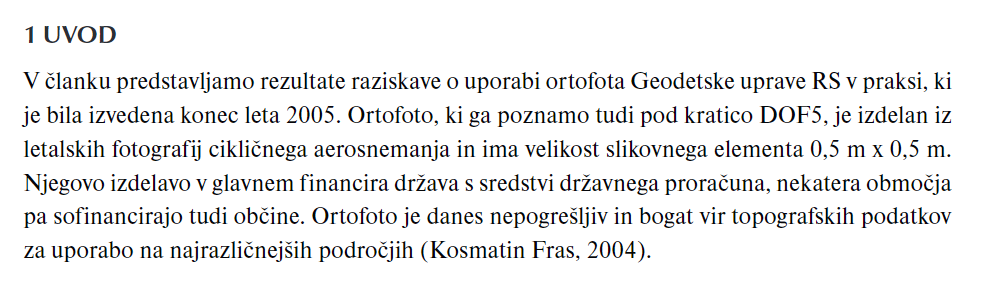 1 UVOD
V članku predstavljamo rezultate raziskave o uporabi ortofota Geodetske uprave RS v praksi, ki
je bila izvedena konec leta 2005. Ortofoto, ki ga poznamo tudi pod kratico DOF5, je izdelan iz
letalskih fotografij cikličnega aerosnemanja in ima velikost slikovnega elementa 0,5 m x 0,5 m.
Njegovo izdelavo v glavnem financira država s sredstvi državnega proračuna, nekatera območja
pa sofinancirajo tudi občine. Ortofoto je danes nepogrešljiv in bogat vir topografskih podatkov
za uporabo na najrazličnejših področjih (Kosmatin Fras, 2004).